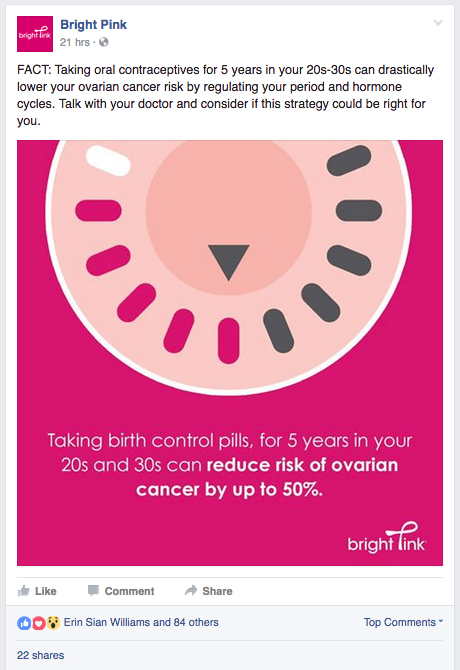 bright pink
Bright Pink
21 hrs ·
FACT: Taking oral contraceptives for 5 years in your 20s-30s can drastically
lower your ovarian cancer risk by regulating your period and hormone
cycles. Talk with your doctor and consider if this strategy could be right for
you.
Taking birth control pills, for 5 years in your
20s and 30s can reduce risk of ovarian
cancer by up to 50%.
bright pink
Like Comment Share
Erin Sian Williams and 84 others Top Comments
22 shares